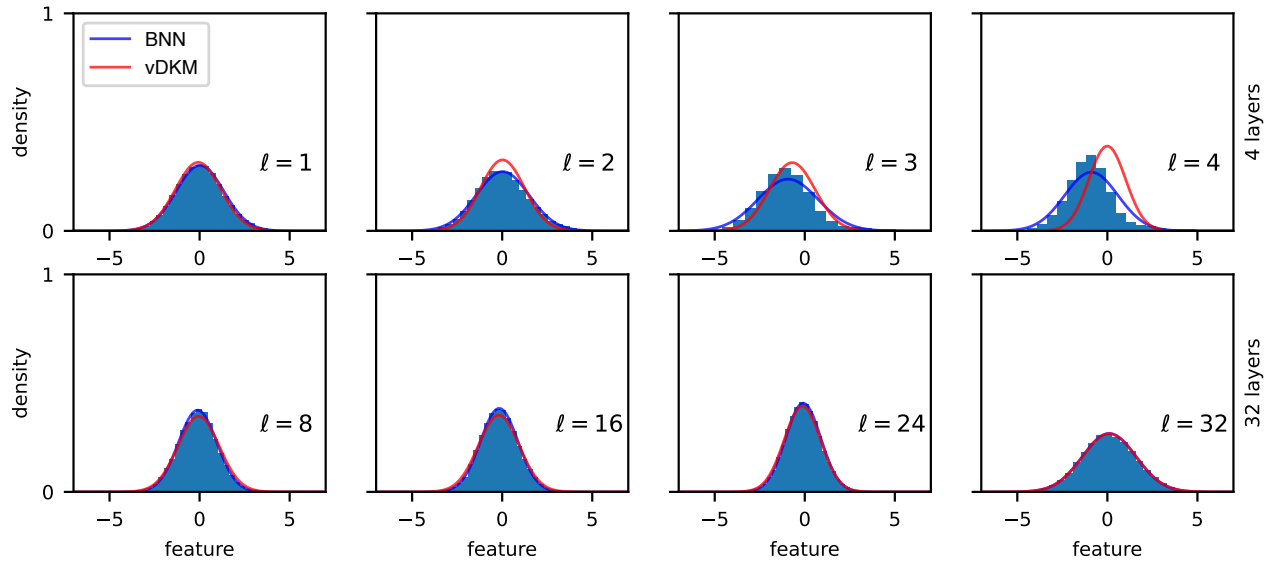 1
BNN
vDKM
density
ℓ = 1
ℓ = 2
ℓ = 3
ℓ = 4
4 layers
0
−5 0 5
−5 0 5
−5 0 5
−5 0 5
1
density
ℓ = 8
ℓ = 16
ℓ = 24
ℓ = 32
32 layers
0
−5 0 5
−5 0 5
−5 0 5
−5 0 5
feature
feature
feature
feature